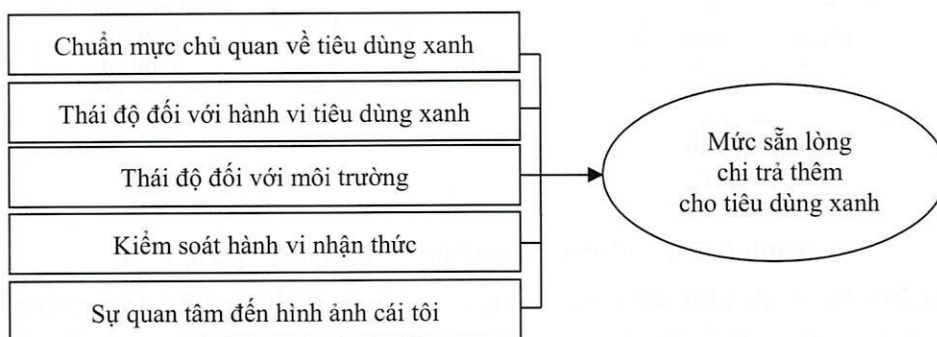 Chuẩn mực chủ quan về tiêu dùng xanh
Thái độ đối với hành vi tiêu dùng xanh
Thái độ đối với môi trường
Kiểm soát hành vi nhận thức
Sự quan tâm đến hình ảnh cái tôi
Mức sẵn lòng
chi trả thêm
cho tiêu dùng xanh